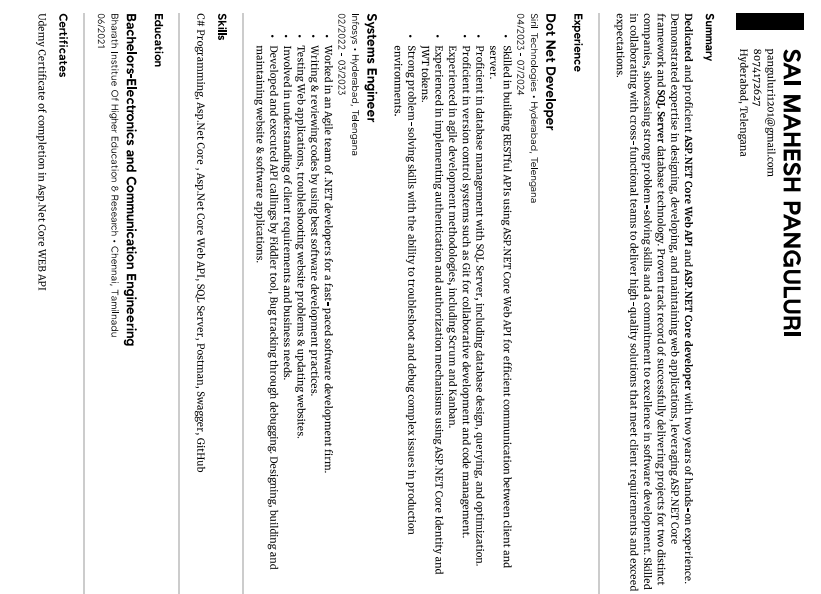 SAI MAHESH PANGULURI
panguluri1201@gmail.com
8074172627
Hyderabad, Telengana
Summary
Dedicated and proficient ASP.NET Core Web API and ASP.NET Core developer with two years of hands-on experience.
Demonstrated expertise in designing, developing, and maintaining web applications, leveraging ASP.NET Core
framework and SQL Server database technology. Proven track record of successfully delivering projects for two distinct
companies, showcasing strong problem-solving skills and a commitment to excellence in software development. Skilled
in collaborating with cross-functional teams to deliver high-quality solutions that meet client requirements and exceed
expectations.
Experience
Dot Net Developer
Siril Technologies • Hyderabad, Telengana
04/2023 - 07/2024
• Skilled in building RESTful APIs using ASP.NET Core Web API for efficient communication between client and
server.
• Proficient in database management with SQL Server, including database design, querying, and optimization.
• Proficient in version control systems such as Git for collaborative development and code management.
Experienced in agile development methodologies, including Scrum and Kanban.
• Experienced in implementing authentication and authorization mechanisms using ASP.NET Core Identity and
JWT tokens.
• Strong problem-solving skills with the ability to troubleshoot and debug complex issues in production
environments.
Systems Engineer
Infosys • Hyderabad, Telengana
02/2022 - 03/2023
• Worked in an Agile team of .NET developers for a fast-paced software development firm.
• Writing & reviewing codes by using best software development practices.
• Testing Web applications, troubleshooting website problems & updating websites.
• Involved in understanding of client requirements and business needs.
• Developed and executed API callings by Fiddler tool, Bug tracking through debugging. Designing, building and
maintaining website & software applications.
Skills
C# Programming, Asp.Net Core , Asp.Net Core Web API, SQL Server, Postman, Swagger, GitHub
Education
Bachelors-Electronics and Communication Engineering
Bharath Institue Of Higher Education & Research • Chennai, Tamilnadu
06/2021
Certificates
Udemy Certificate of completion in Asp.Net Core WEB API